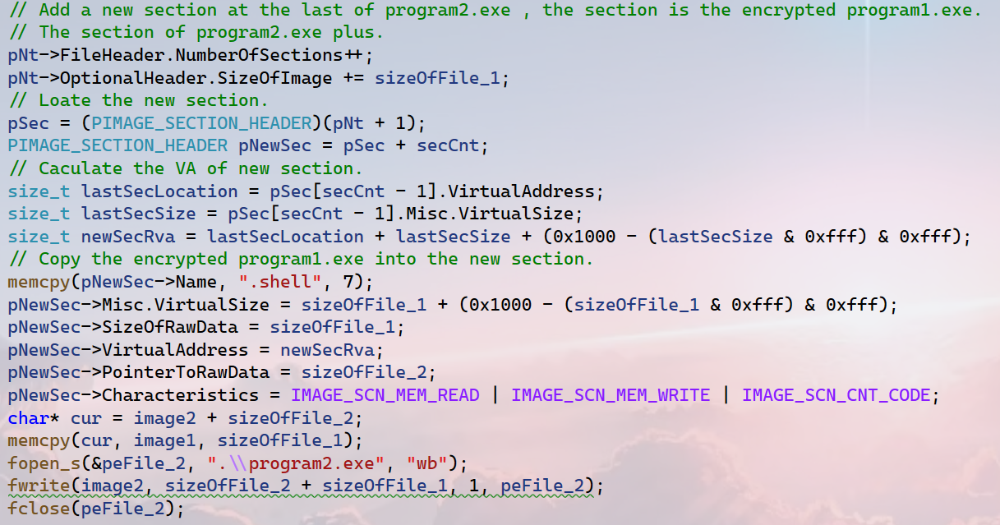 // Add a new section at the last of program2.exe , the section is the encrypted program1.exe.
// The section of program2.exe plus.
pNt->FileHeader.NumberOfSections++;
pNt->OptionalHeader.SizeOfImage += sizeOfFile_1;
// Loate the new section.
pSec = (PIMAGE_SECTION_HEADER)(pNt + 1);
PIMAGE_SECTION_HEADER pNewSec = pSec + secCnt;
// Caculate the VA of new section.
size_t lastSecLocation = pSec[secCnt - 1].VirtualAddress;
size_t lastSecSize = pSec[secCnt - 1].Misc.VirtualSize;
size_t newSecRva = lastSecLocation + lastSecSize + (0x1000 - (lastSecSize & 0xfff) & 0xfff);
// Copy the encrypted program1.exe into the new section.
memcpy(pNewSec->Name, ".shell", 7);
pNewSec->Misc.VirtualSize = sizeOfFile_1 + (0x1000 - (sizeOfFile_1 & 0xfff) & 0xfff);
pNewSec->SizeOfRawData = sizeOfFile_1;
pNewSec->VirtualAddress = newSecRva;
pNewSec->PointerToRawData = sizeOfFile_2;
pNewSec->Characteristics = IMAGE_SCN_MEM_READ | IMAGE_SCN_MEM_WRITE | IMAGE_SCN_CNT_CODE;
char* cur = image2 + sizeOfFile_2;
memcpy(cur, image1, sizeOfFile_1);
fopen_s(&peFile_2, ".\\program2.exe", "wb");
fwrite(image2, sizeOfFile_2 + sizeOfFile_1, 1, peFile_2);
fclose(peFile_2);